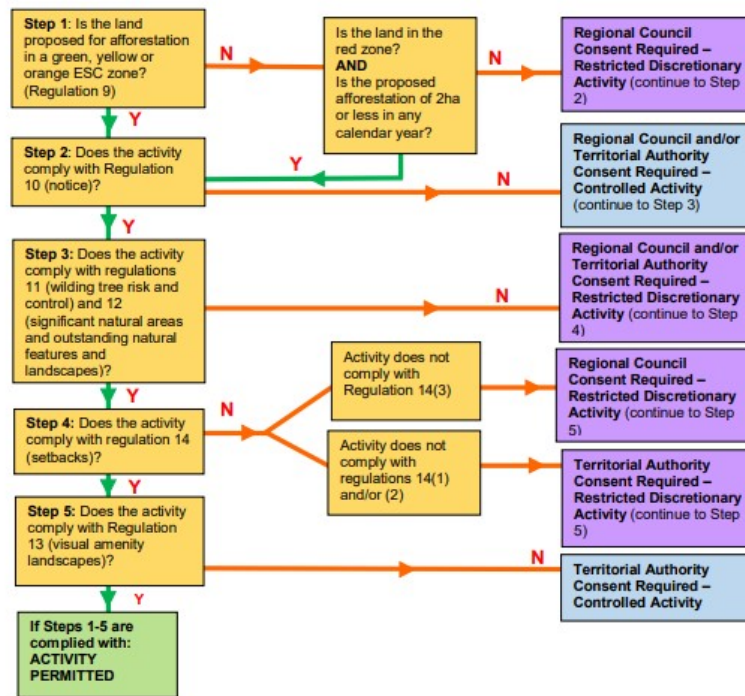 Step 1: Is the land
proposed for afforestation
in a green, yellow or
orange ESC zone?
(Regulation 9)
N
Is the land in the
red zone?
AND
Is the proposed
afforestation of 2ha
or less in any
calendar year?
N
Regional Council
Consent Required –
Restricted Discretionary
Activity (continue to Step
2)
Y
Y
Step 2: Does the activity
comply with Regulation
10 (notice)?
N
Regional Council and/or
Territorial Authority
Consent Required –
Controlled Activity
(continue to Step 3)
Y
Step 3: Does the activity
comply with regulations
11 (wilding tree risk and
control) and 12
(significant natural areas
and outstanding natural
features and
landscapes)?
N
Regional Council and/or
Territorial Authority
Consent Required –
Restricted Discretionary
Activity (continue to Step
4)
Y
Step 4: Does the activity
comply with regulation 14
(setbacks)?
N
Activity does not
comply with
Regulation 14(3)
Regional Council
Consent Required –
Restricted Discretionary
Activity (continue to Step
5)
Activity does not
comply with
regulations 14(1)
and/or (2)
Territorial Authority
Consent Required –
Restricted Discretionary
Activity (continue to Step
5)
Y
Step 5: Does the activity
comply with Regulation
13 (visual amenity
landscapes)?
N
Territorial Authority
Consent Required –
Controlled Activity
Y
If Steps 1-5 are
complied with:
ACTIVITY
PERMITTED